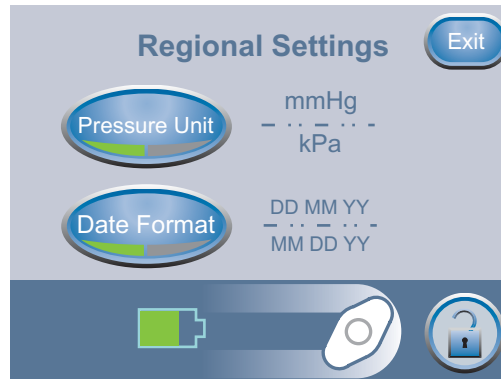 Regional Settings
Exit
Pressure Unit
mmHg
kPa
Date Format
DD MM YY
MM DD YY